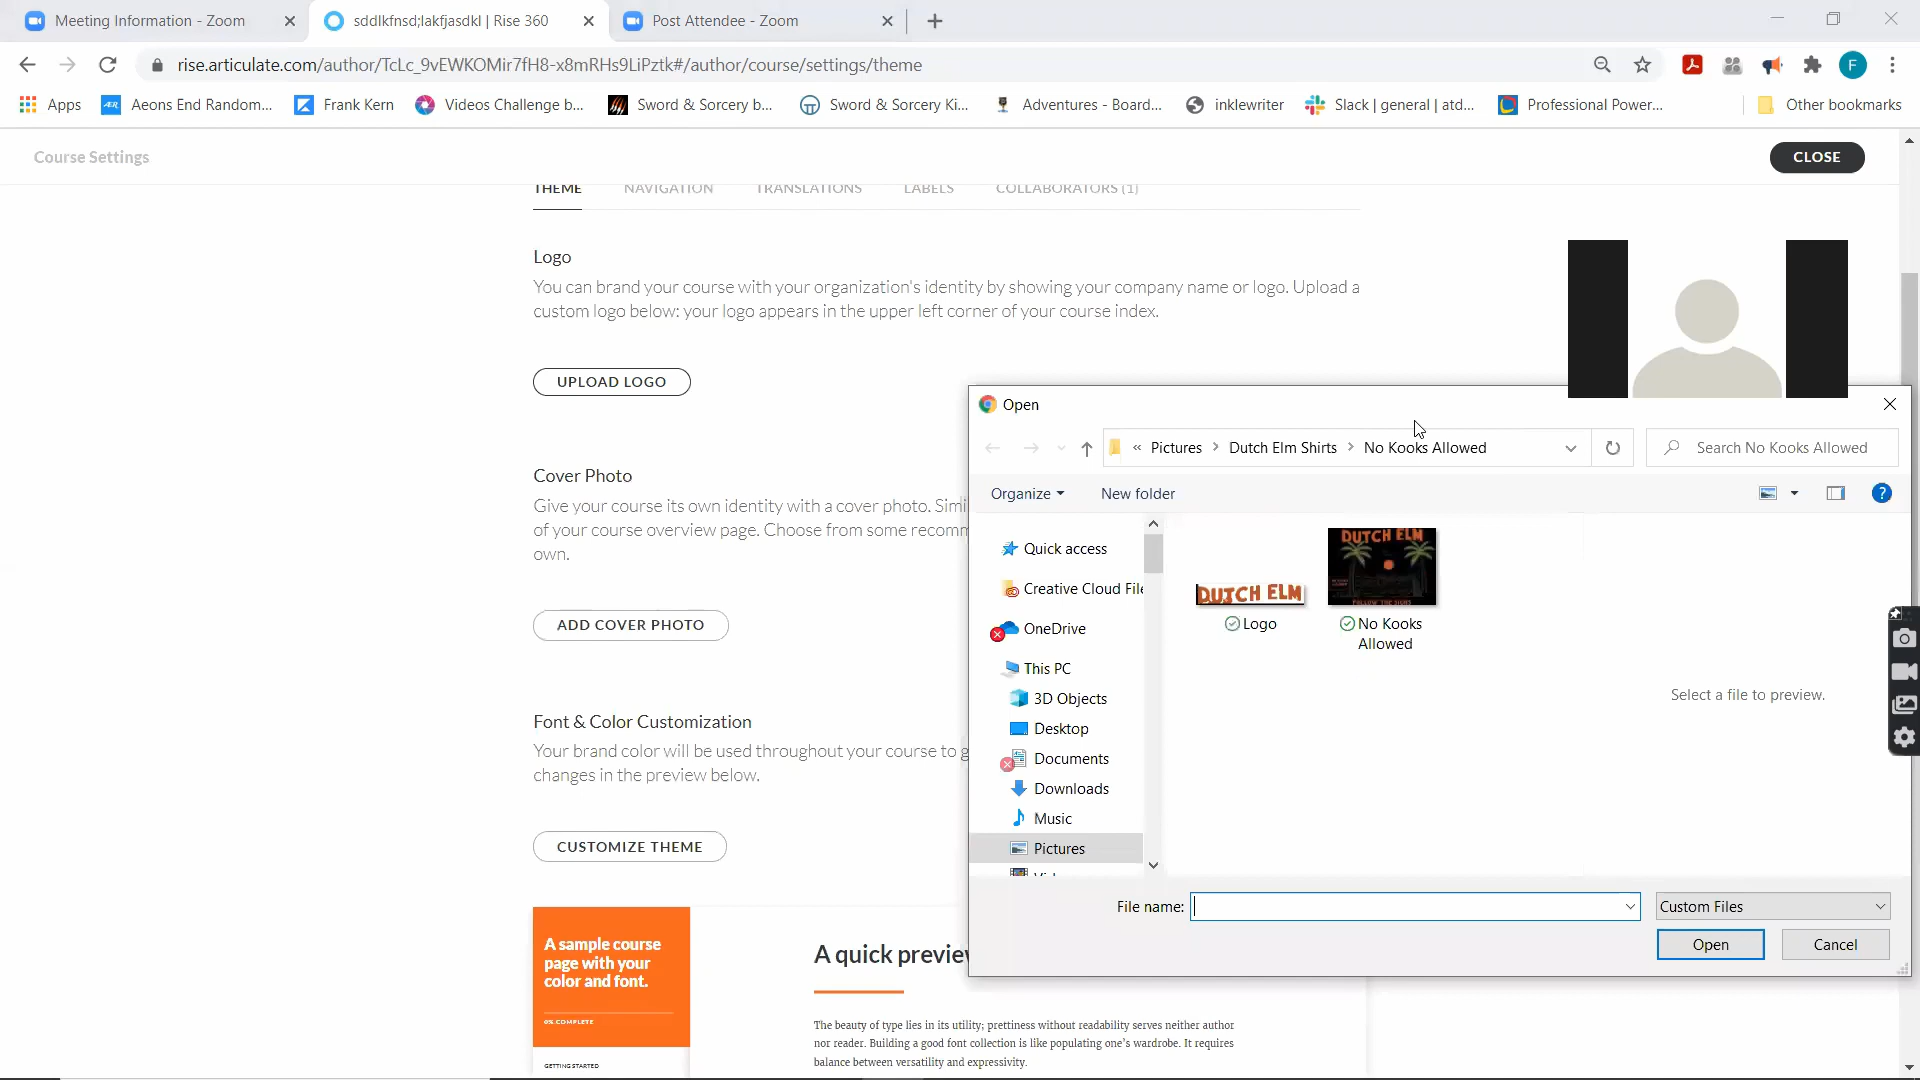 Meeting Information - Zoom
sddlkfnsd;lakfjasdkl | Rise 360
Post Attendee - Zoom
rise.articulate.com/author/TcLc_9vEWKOMir7fH8-x8mRHs9LiPztk#/author/course/settings/theme
F
Apps
AER
Aeons End Random...
Frank Kern
Videos Challenge b...
Sword & Sorcery b...
Sword & Sorcery Ki...
Adventures - Board...
inklewriter
Slack | general | atd...
Professional Power...
Other bookmarks
Course Settings
CLOSE
THEME
NAVIGATION
TRANSLATIONS
LABELS
COLLABORATORS (1)
Logo
You can brand your course with your organization's identity by showing your company name or logo. Upload a
custom logo below: your logo appears in the upper left corner of your course index.
UPLOAD LOGO
Cover Photo
Give your course its own identity with a cover photo. Simi
of your course overview page. Choose from some recomm
own.
ADD COVER PHOTO
Font & Color Customization
Your brand color will be used throughout your course to g
changes in the preview below.
CUSTOMIZE THEME
A sample course
page with your
color and font.
0% COMPLETE
GETTING STARTED
A quick preview
The beauty of type lies in its utility; prettiness without readability serves neither author
nor reader. Building a good font collection is like populating one's wardrobe. It requires
balance between versatility and expressivity.
Open
« Pictures > Dutch Elm Shirts > No Kooks Allowed
Search No Kooks Allowed
Organize
New folder
Quick access
Creative Cloud File
OneDrive
This PC
3D Objects
Desktop
Documents
Downloads
Music
Pictures
DUTCH ELM
Logo
DUTCH ELM
FOLLOW THE SIGNS
No Kooks
Allowed
Select a file to preview.
File name:
Custom Files
Open
Cancel